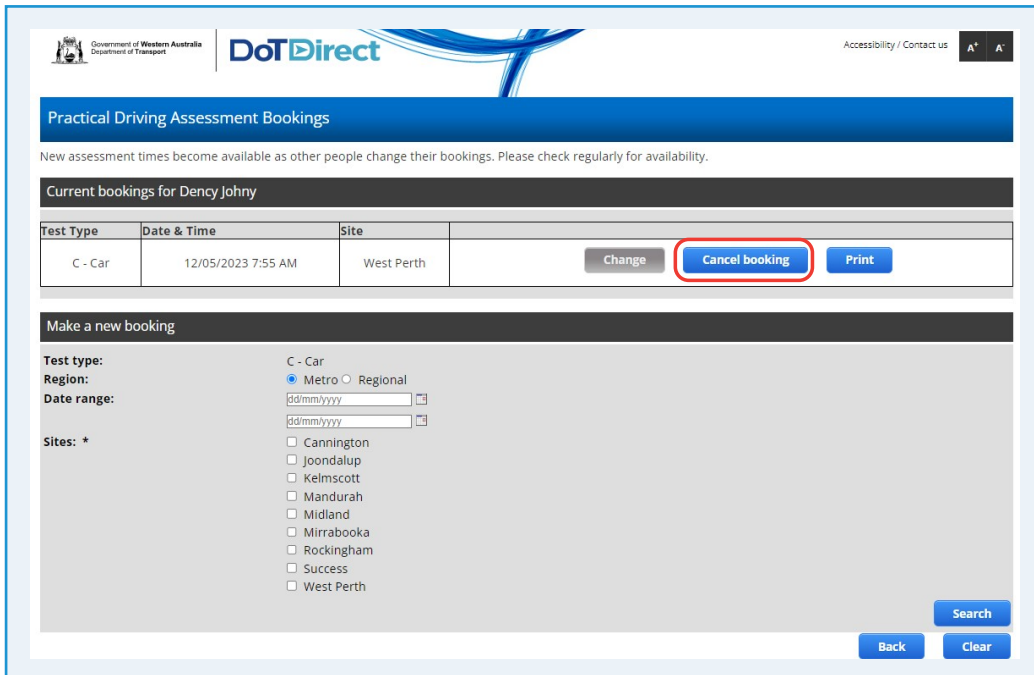 Government of Western Australia
Department of Transport
DoTDirect
Accessibility / Contact us
A+ A-
Practical Driving Assessment Bookings
New assessment times become available as other people change their bookings. Please check regularly for availability.
Current bookings for Dency Johny
Test Type Date & Time Site
C - Car 12/05/2023 7:55 AM West Perth Change Cancel booking Print
Make a new booking
Test type: C - Car
Region: Metro Regional
Date range: dd/mm/yyyy
dd/mm/yyyy
Sites: * Cannington
Joondalup
Kelmscott
Mandurah
Midland
Mirrabooka
Rockingham
Success
West Perth
Search
Back Clear